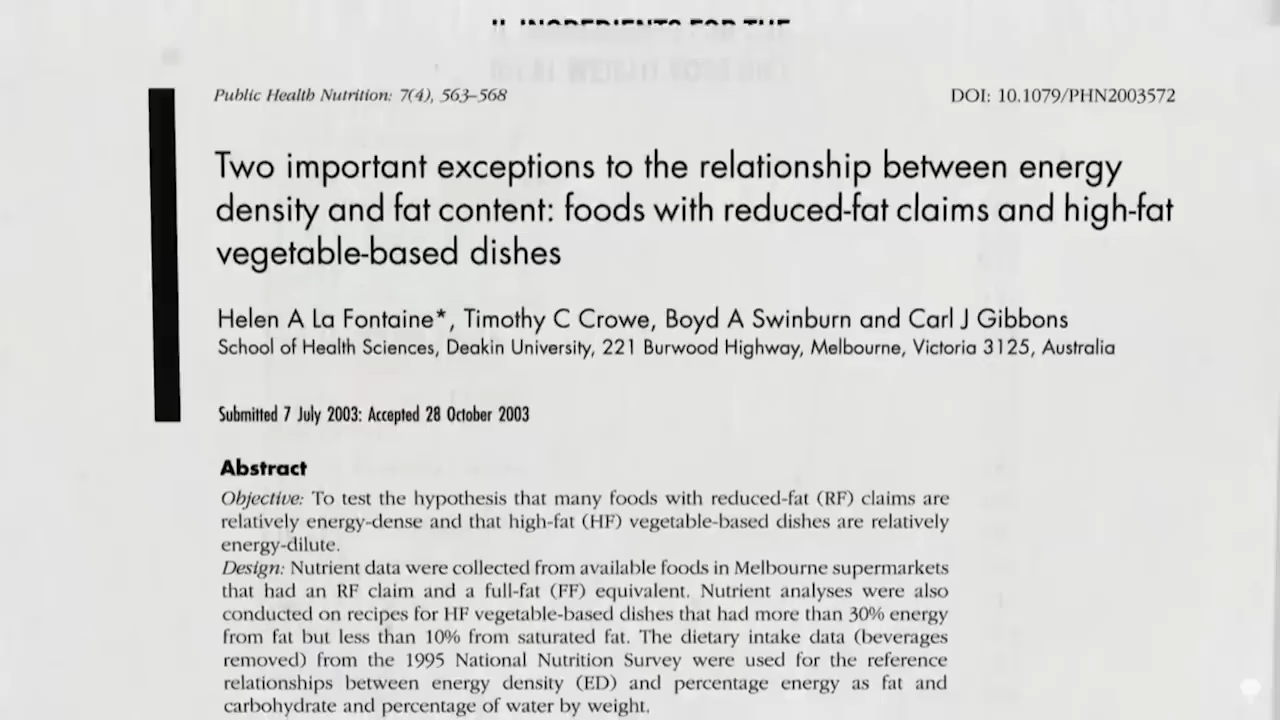 Public Health Nutrition: 7(4), 563–568
DOI: 10.1079/PHN2003572
Two important exceptions to the relationship between energy
density and fat content: foods with reduced-fat claims and high-fat
vegetable-based dishes
Helen A La Fontaine*, Timothy C Crowe, Boyd A Swinburn and Carl J Gibbons
School of Health Sciences, Deakin University, 221 Burwood Highway, Melbourne, Victoria 3125, Australia
Submitted 7 July 2003: Accepted 28 October 2003
Abstract
Objective: To test the hypothesis that many foods with reduced-fat (RF) claims are
relatively energy-dense and that high-fat (HF) vegetable-based dishes are relatively
energy-dilute.
Design: Nutrient data were collected from available foods in Melbourne supermarkets
that had an RF claim and a full-fat (FF) equivalent. Nutrient analyses were also
conducted on recipes for HF vegetable-based dishes that had more than 30% energy
from fat but less than 10% from saturated fat. The dietary intake data (beverages
removed) from the 1995 National Nutrition Survey were used for the reference
relationships between energy density (ED) and percentage energy as fat and
carbohydrate and percentage of water by weight.